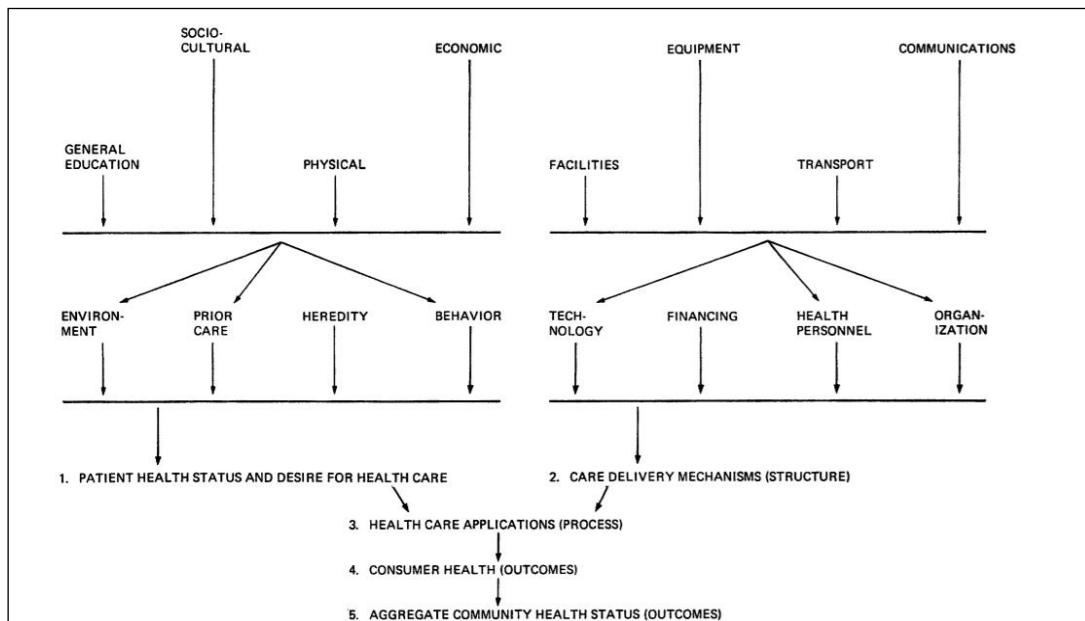 SOCIO-
CULTURAL
ECONOMIC
EQUIPMENT
COMMUNICATIONS
GENERAL
EDUCATION
PHYSICAL
FACILITIES
TRANSPORT
ENVIRON-
MENT
PRIOR
CARE
HEREDITY
BEHAVIOR
TECH-
NOLOGY
FINANCING
HEALTH
PERSONNEL
ORGAN-
IZATION
1. PATIENT HEALTH STATUS AND DESIRE FOR HEALTH CARE
2. CARE DELIVERY MECHANISMS (STRUCTURE)
3. HEALTH CARE APPLICATIONS (PROCESS)
4. CONSUMER HEALTH (OUTCOMES)
5. AGGREGATE COMMUNITY HEALTH STATUS (OUTCOMES)